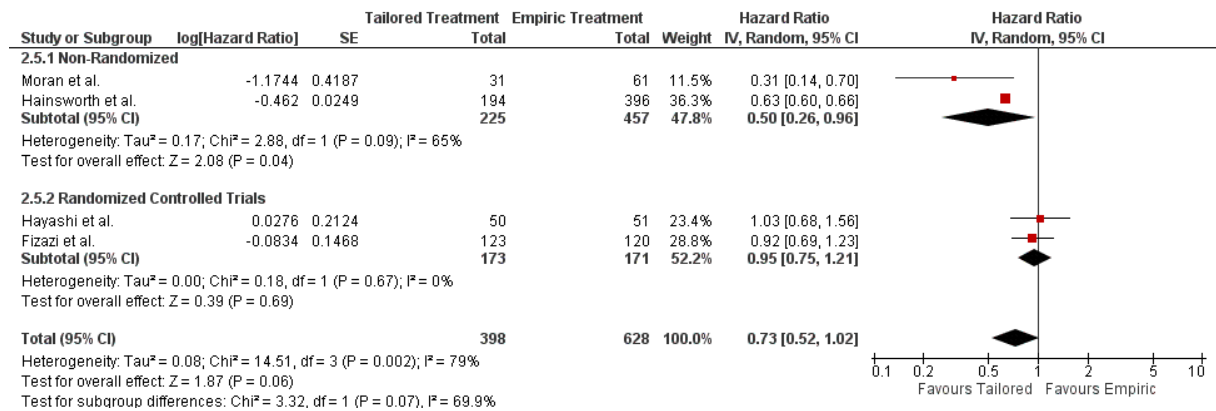 Tailored Treatment Empiric Treatment Hazard Ratio Hazard Ratio
Study or Subgroup log[Hazard Ratio] SE Total Total Weight IV, Random, 95% CI IV, Random, 95% CI
2.5.1 Non-Randomized
Moran et al. -1.1744 0.4187 31 61 11.5% 0.31 [0.14, 0.70]
Hainsworth et al. -0.462 0.0249 194 396 36.3% 0.63 [0.60, 0.66]
Subtotal (95% CI) 225 457 47.8% 0.50 [0.26, 0.96]
Heterogeneity: Tau² = 0.17; Chi² = 2.88, df = 1 (P = 0.09); I² = 65%
Test for overall effect: Z = 2.08 (P = 0.04)
2.5.2 Randomized Controlled Trials
Hayashi et al. 0.0276 0.2124 50 51 23.4% 1.03 [0.68, 1.56]
Fizazi et al. -0.0834 0.1468 123 120 28.8% 0.92 [0.69, 1.23]
Subtotal (95% CI) 173 171 52.2% 0.95 [0.75, 1.21]
Heterogeneity: Tau² = 0.00; Chi² = 0.18, df = 1 (P = 0.67); I² = 0%
Test for overall effect: Z = 0.39 (P = 0.69)
Total (95% CI) 398 628 100.0% 0.73 [0.52, 1.02]
Heterogeneity: Tau² = 0.08; Chi² = 14.51, df = 3 (P = 0.002); I² = 79%
Test for overall effect: Z = 1.87 (P = 0.06)
Test for subgroup differences: Chi² = 3.32, df = 1 (P = 0.07), I² = 69.9%
0.1 0.2 0.5 1 2 5 10
Favours Tailored Favours Empiric